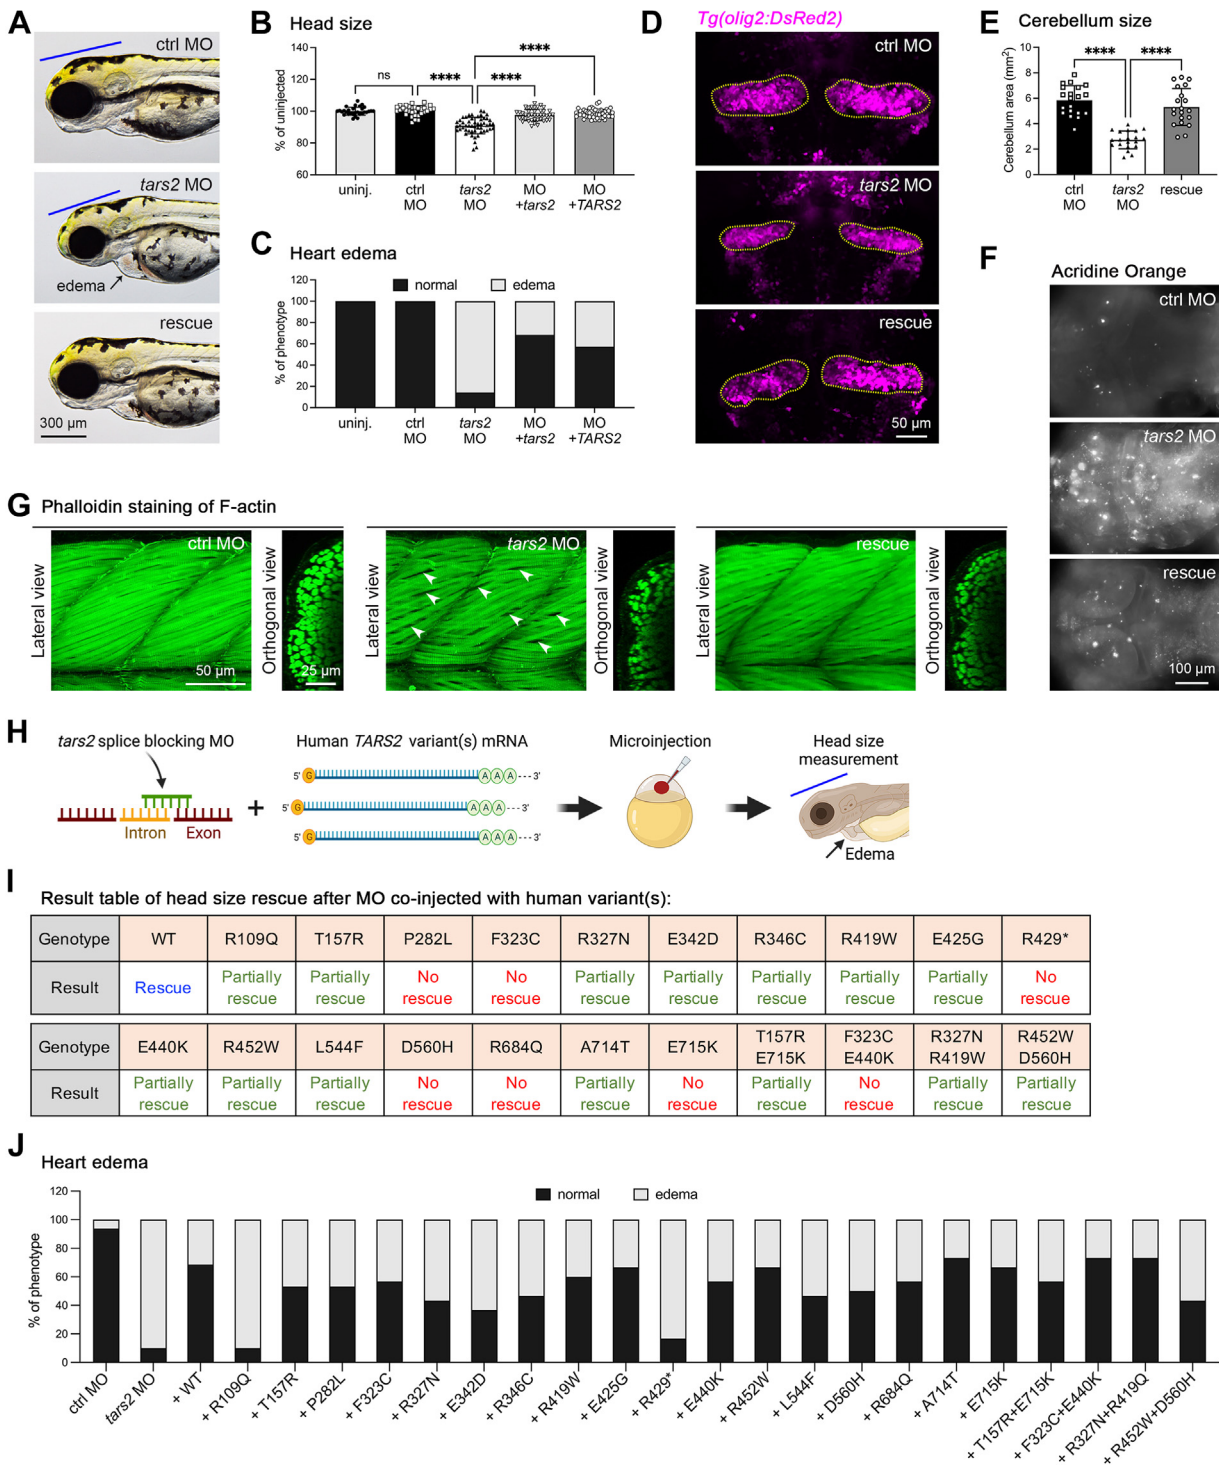 A
ctrl MO
tars2 MO
edema
rescue
300 µm
B Head size
% of uninjected
140
120
100
80
60
ns
****
****
****
uninj.
ctrl MO
tars2 MO
MO +tars2
MO +TARS2
C Heart edema
normal edema
% of phenotype
120
100
80
60
40
20
0
uninj.
ctrl MO
tars2 MO
MO +tars2
MO +TARS2
D Tg(olig2:DsRed2)
ctrl MO
tars2 MO
rescue
50 µm
E Cerebellum size
Cerebellum area (mm²)
10
8
6
4
2
0
****
****
ctrl MO
tars2 MO
rescue
F
Acridine Orange
ctrl MO
tars2 MO
rescue
100 µm
G Phalloidin staining of F-actin
Lateral view
ctrl MO
50 µm
Orthogonal view
25 µm
Lateral view
tars2 MO
Orthogonal view
Lateral view
rescue
Orthogonal view
H
tars2 splice blocking MO
Intron Exon
+
Human TARS2 variant(s) mRNA
5' G A A A --- 3'
5' G A A A --- 3'
5' G A A A --- 3'
Microinjection
Head size
measurement
Edema
I
Result table of head size rescue after MO co-injected with human variant(s):
Genotype WT R109Q T157R P282L F323C R327N E342D R346C R419W E425G R429*
Result Rescue Partially rescue Partially rescue No rescue No rescue Partially rescue Partially rescue Partially rescue Partially rescue Partially rescue No rescue
Genotype E440K R452W L544F D560H R684Q A714T E715K T157R E715K F323C E440K R327N R419W R452W D560H
Result Partially rescue Partially rescue Partially rescue No rescue No rescue Partially rescue No rescue Partially rescue No rescue Partially rescue Partially rescue
J
Heart edema
normal edema
% of phenotype
120
100
80
60
40
20
0
ctrl MO
tars2 MO
+ WT
+ R109Q
+ T157R
+ P282L
+ F323C
+ R327N
+ E342D
+ R346C
+ R419W
+ E425G
+ R429*
+ E440K
+ R452W
+ L544F
+ D560H
+ R684Q
+ A714T
+ E715K
+ T157R+E715K
+ F323C+E440K
+ R327N+R419Q
+ R452W+D560H